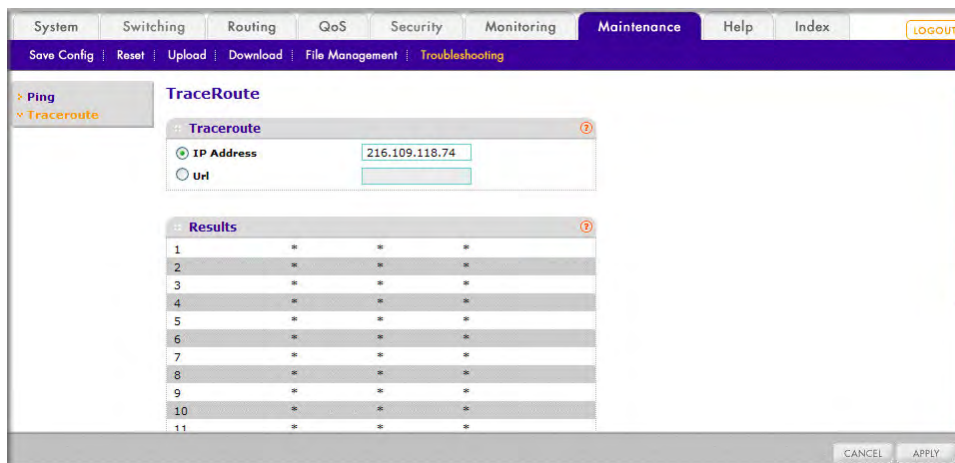 System Switching Routing QoS Security Monitoring Maintenance Help Index LOGOUT
Save Config Reset Upload Download File Management Troubleshooting
Ping
Traceroute
TraceRoute
Traceroute ?
IP Address 216.109.118.74
Url
Results ?
1 * * *
2 * * *
3 * * *
4 * * *
5 * * *
6 * * *
7 * * *
8 * * *
9 * * *
10 * * *
11 * * *
CANCEL APPLY